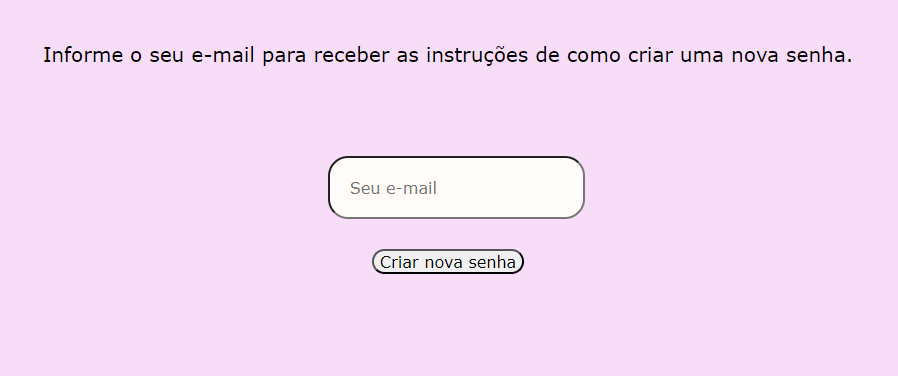 Informe o seu e-mail para receber as instruções de como criar uma nova senha.
Seu e-mail
Criar nova senha